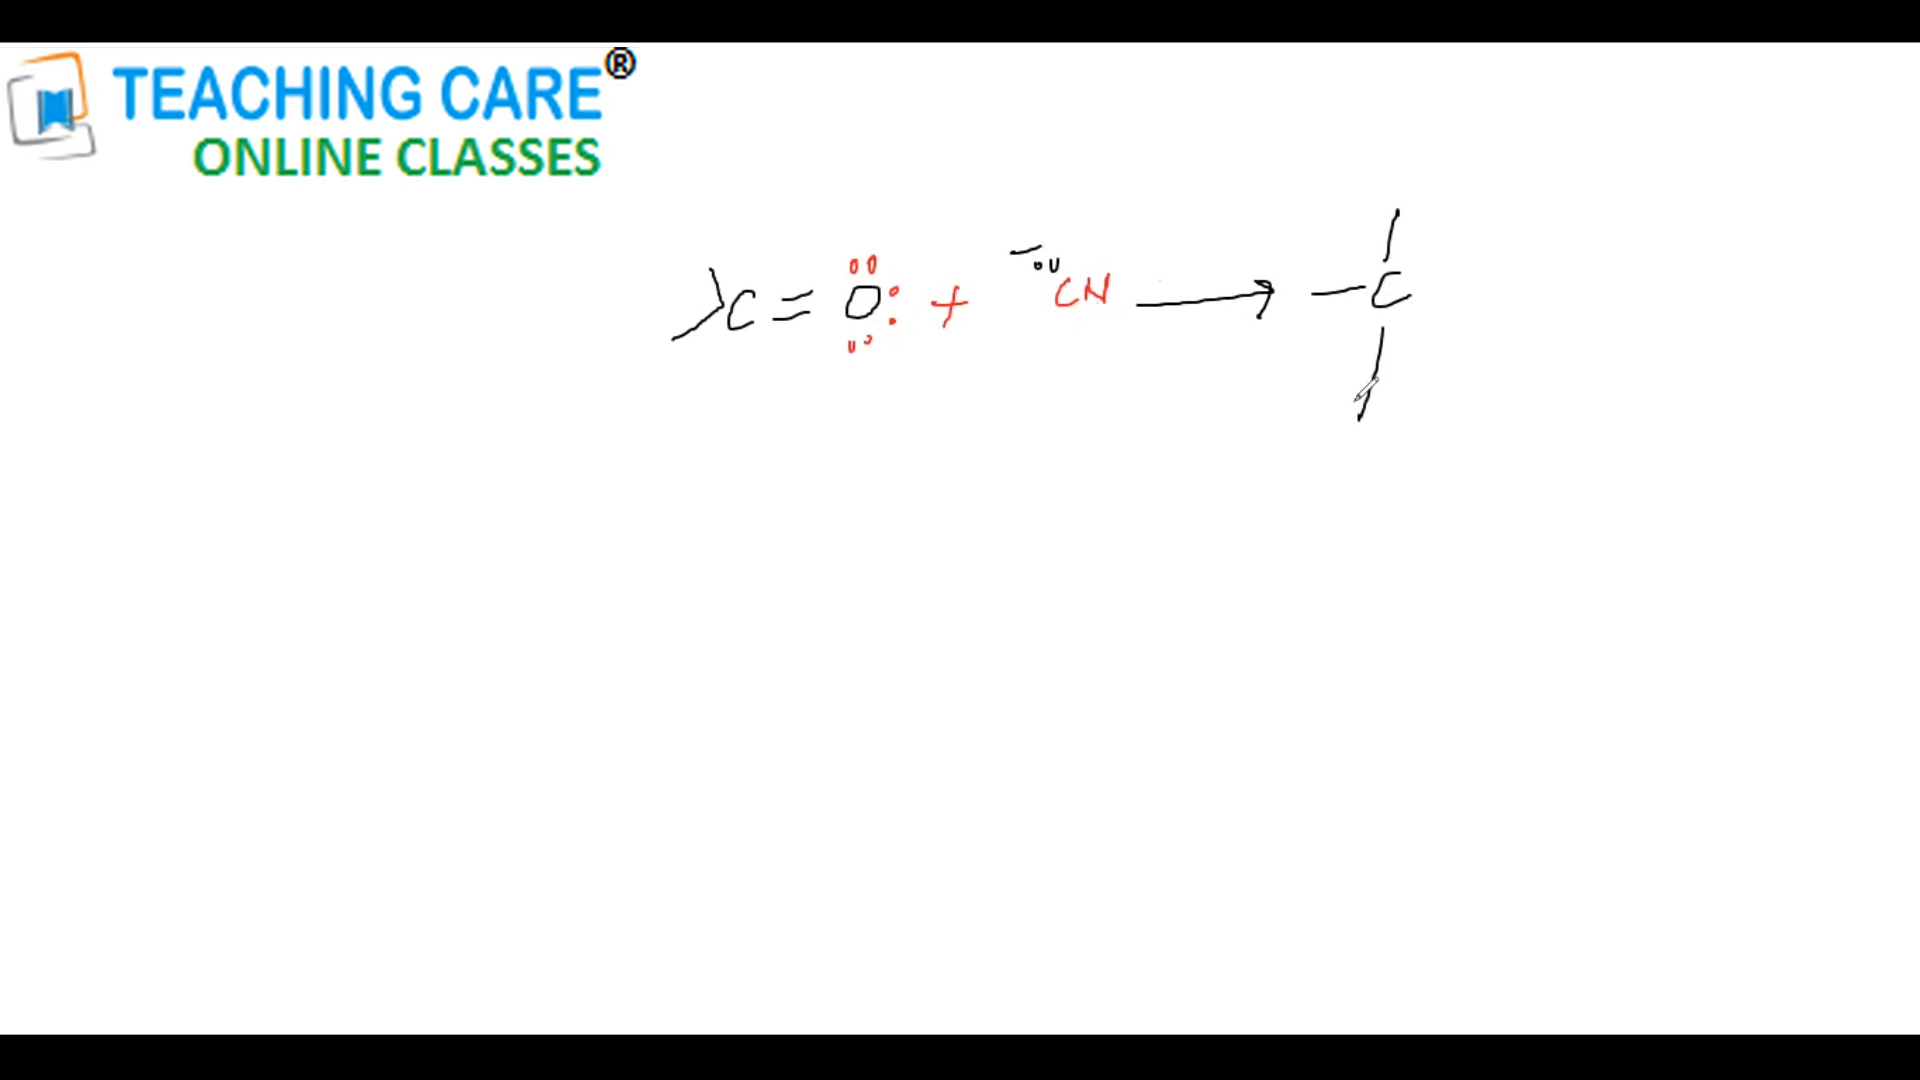 TEACHING CARE®
ONLINE CLASSES
C = O + ⁻ CN → – C